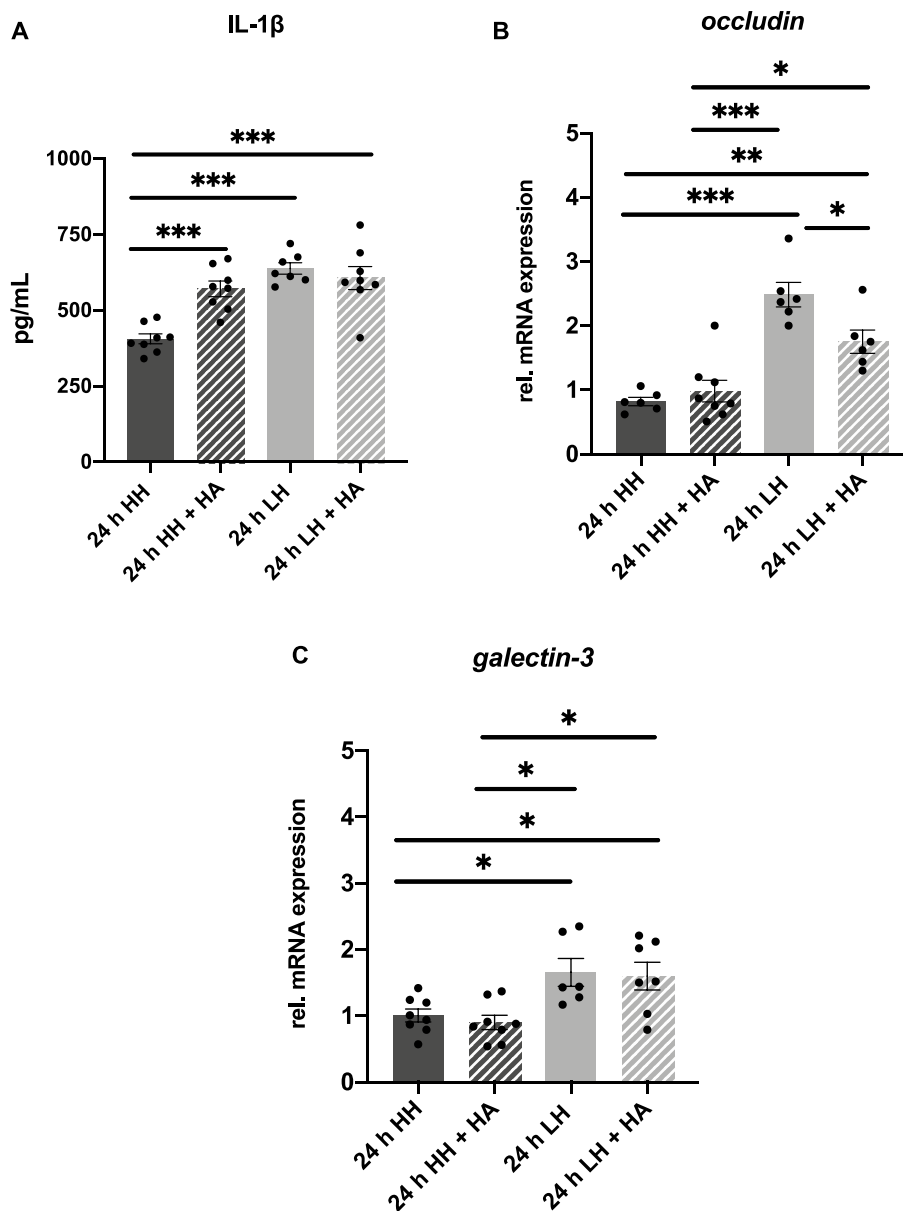 A
IL-1β
***
***
***
pg/mL
1000
750
500
250
0
24 h HH
24 h HH + HA
24 h LH
24 h LH + HA
B
occludin
*
***
**
***
*
rel. mRNA expression
5
4
3
2
1
0
24 h HH
24 h HH + HA
24 h LH
24 h LH + HA
C
galectin-3
*
*
*
*
rel. mRNA expression
5
4
3
2
1
0
24 h HH
24 h HH + HA
24 h LH
24 h LH + HA